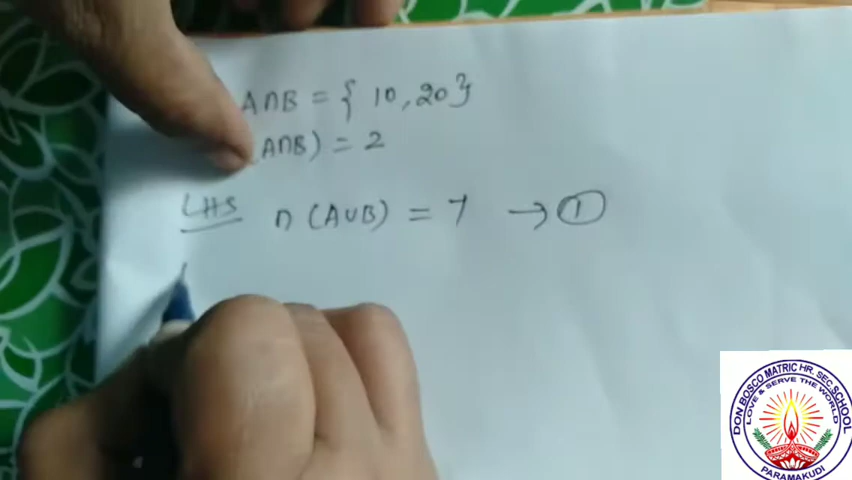 A∩B = { 10, 20 }
(A∩B) = 2
LHS n (A∪B) = 7 → ①
DON BOSCO MATRIC HR. SEC. SCHOOL
LOVE & SERVE THE WORLD
PARAMAKUDI